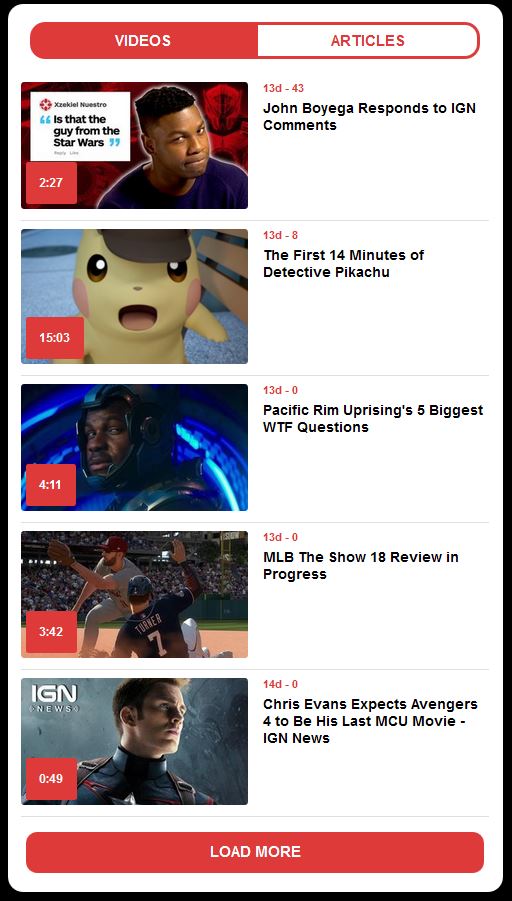 VIDEOS
ARTICLES
Xzekiel Nuestro
“ Is that the
guy from the
Star Wars ”
Reply Like
2:27
13d - 43
John Boyega Responds to IGN
Comments
15:03
13d - 8
The First 14 Minutes of
Detective Pikachu
4:11
13d - 0
Pacific Rim Uprising's 5 Biggest
WTF Questions
TURNER
7
3:42
13d - 0
MLB The Show 18 Review in
Progress
IGN
NEWS
0:49
14d - 0
Chris Evans Expects Avengers
4 to Be His Last MCU Movie -
IGN News
LOAD MORE